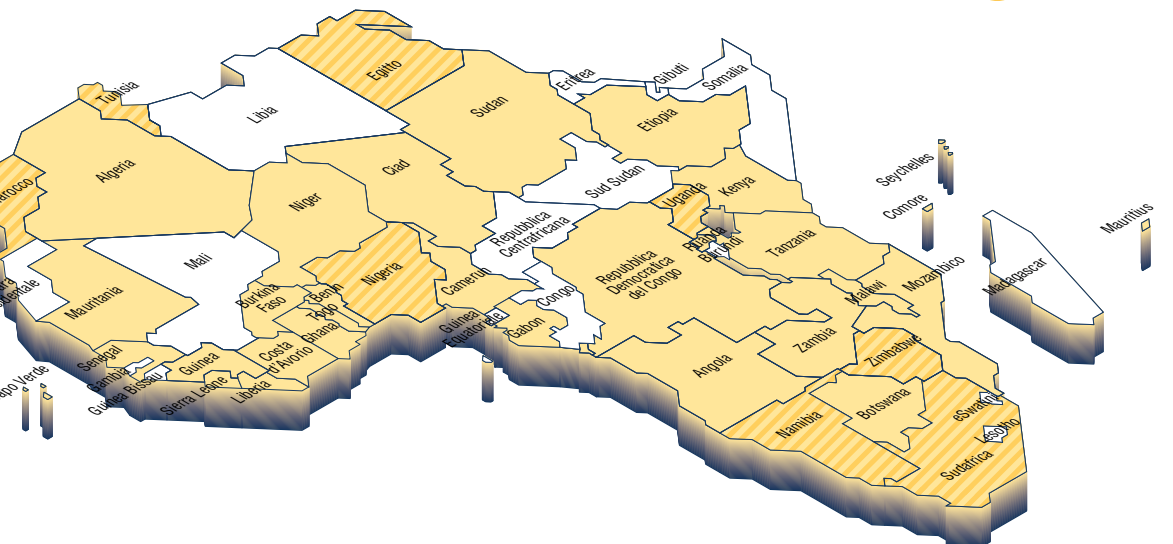 Tunisia
Egitto
Libia
Algeria
arocco
Sudan
Eritrea
Gibuti
Somalia
Etiopia
Ciad
Niger
Mali
Sud Sudan
Repubblica
Centrafricana
Uganda
Kenya
Seychelles
Comore
Mauritius
Madagascar
Nigeria
Camerun
Mauritania
Burkina
Faso
Benin
Togo
Ghana
Costa
d'Avorio
Guinea
Senegal
Gambia
Guinea Bissau
Sierra Leone
Liberia
apo Verde
Guinea
Equatoriale
Gabon
Congo
Repubblica
Democratica
del Congo
Burundi
Tanzania
Malawi
Mozambico
Angola
Zambia
Zimbabwe
Namibia
Botswana
eSwatini
Lesotho
Sudafrica